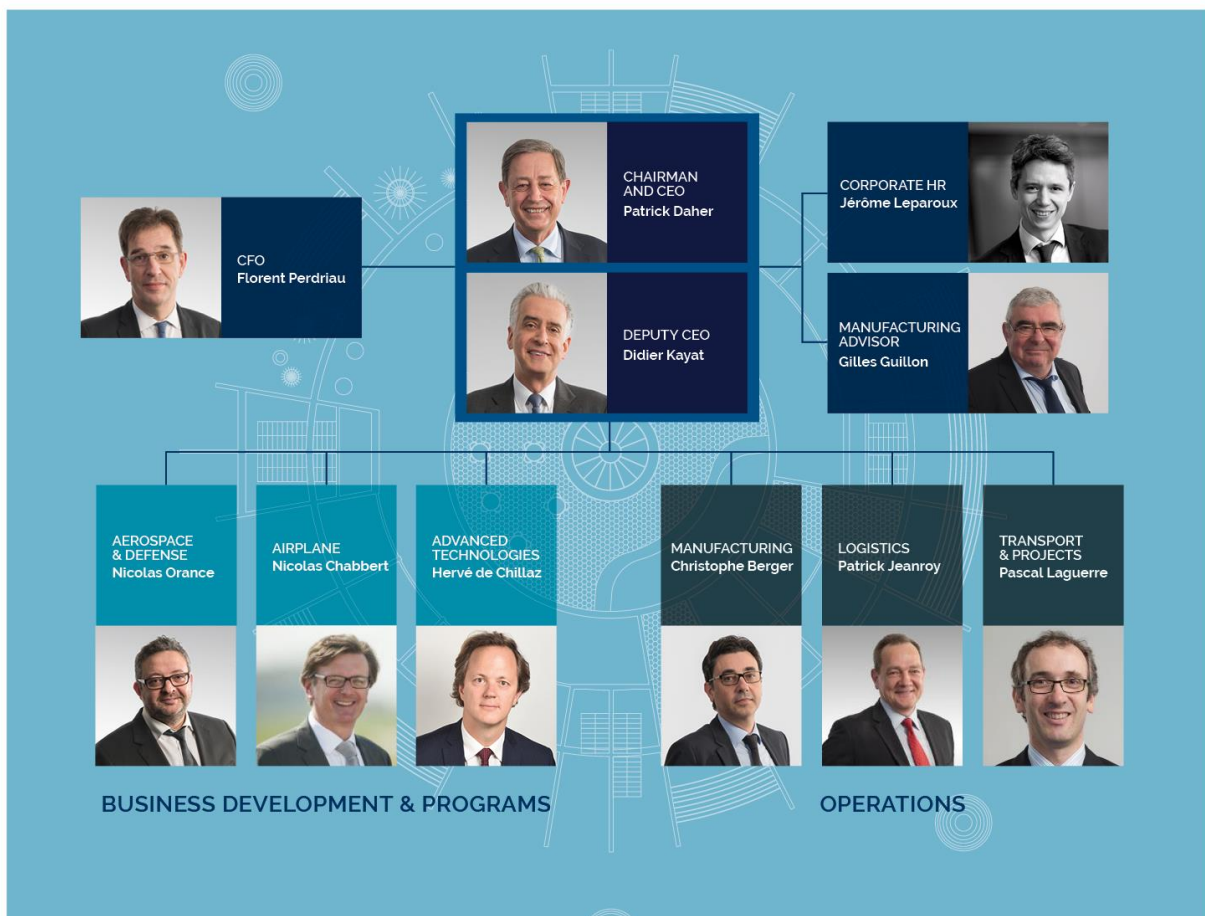 CHAIRMAN
AND CEO
Patrick Daher
CORPORATE HR
Jérôme Leparoux
CFO
Florent Perdriau
DEPUTY CEO
Didier Kayat
MANUFACTURING
ADVISOR
Gilles Guillon
AEROSPACE
& DEFENSE
Nicolas Orance
AIRPLANE
Nicolas Chabbert
ADVANCED
TECHNOLOGIES
Hervé de Chillaz
MANUFACTURING
Christophe Berger
LOGISTICS
Patrick Jeanroy
TRANSPORT
& PROJECTS
Pascal Laguerre
BUSINESS DEVELOPMENT & PROGRAMS
OPERATIONS